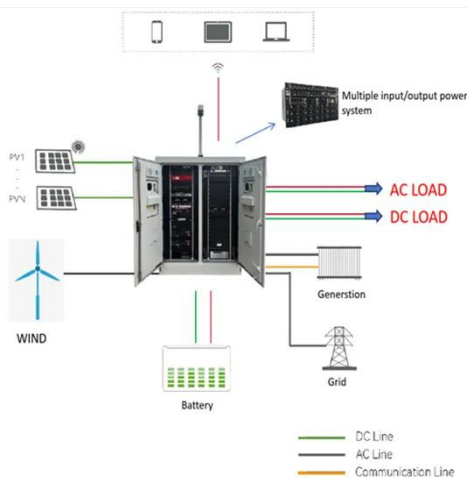 Multiple input/output power
system
PV1
PVN
AC LOAD
DC LOAD
WIND
Generstion
Battery
Grid
DC Line
AC Line
Communication Line